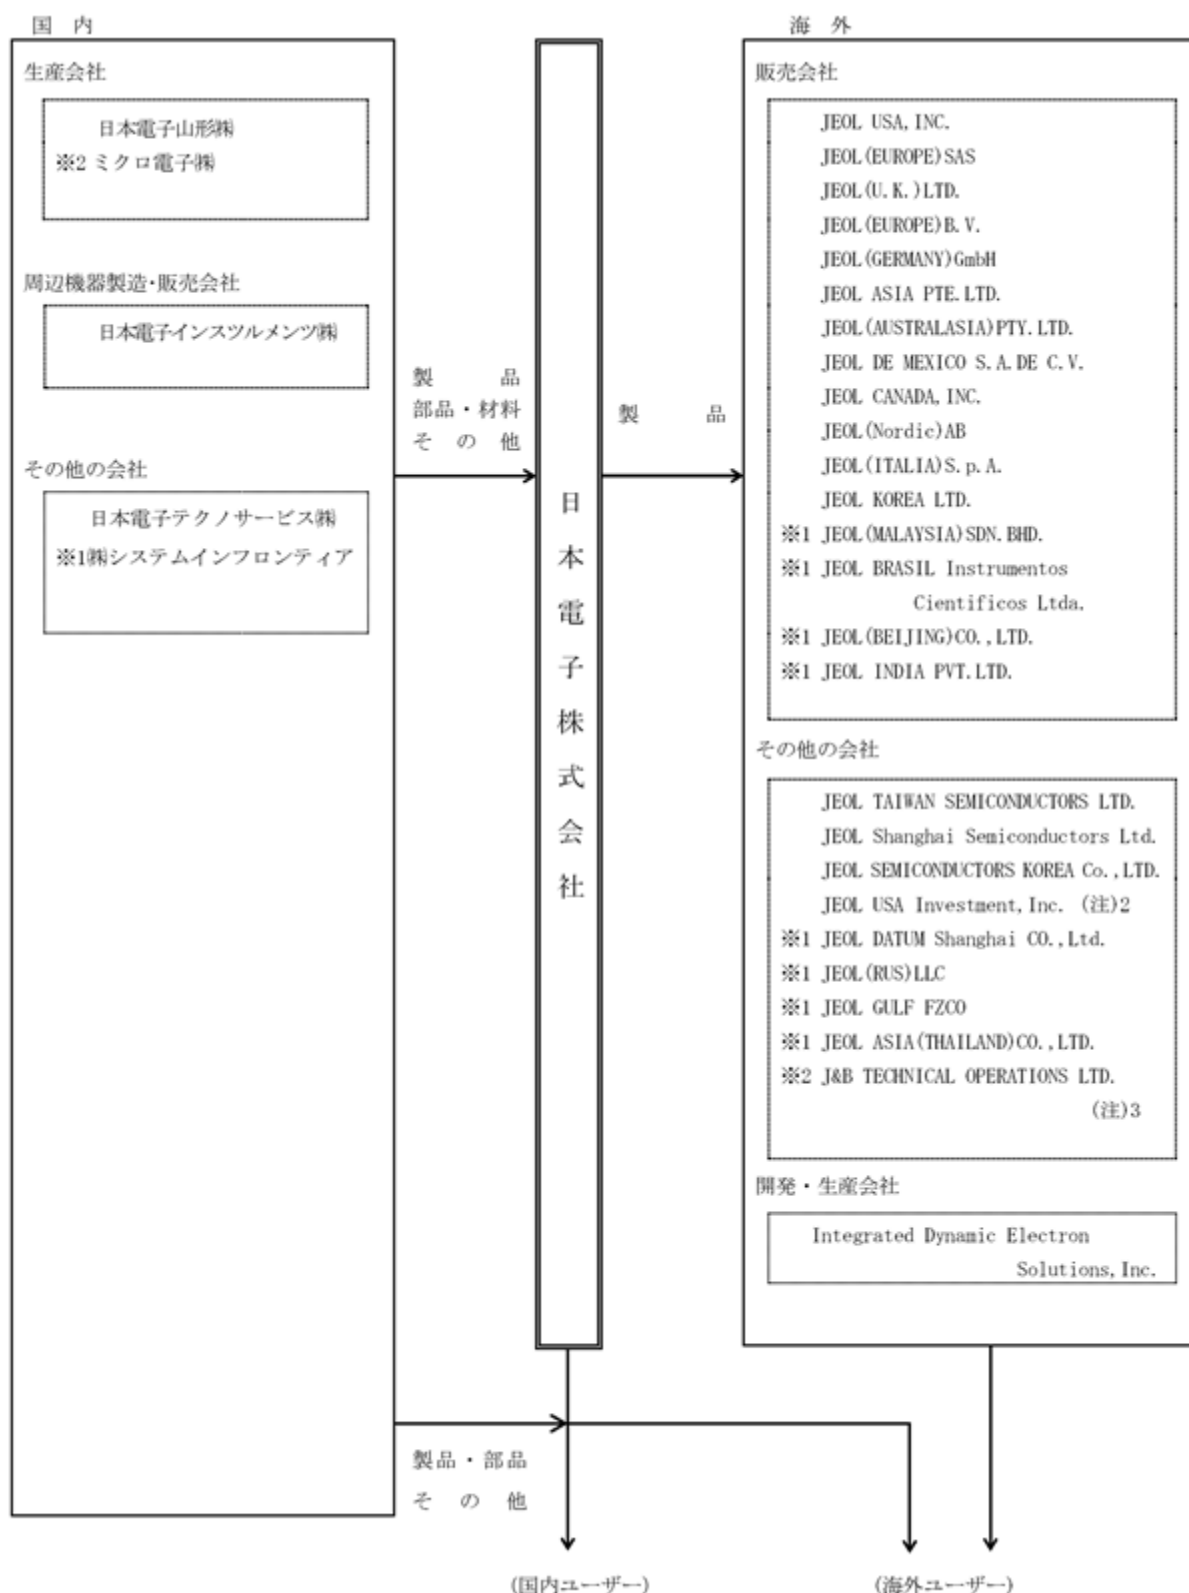 国 内
生産会社
日本電子山形㈱
※2 ミクロ電子㈱
周辺機器製造・販売会社
日本電子インスツルメンツ㈱
その他の会社
日本電子テクノサービス㈱
※1㈱システムインフロンティア
製 品
部品・材料
そ の 他
日本電子株式会社
製 品
海 外
販売会社
JEOL USA,INC.
JEOL(EUROPE)SAS
JEOL(U.K.)LTD.
JEOL(EUROPE)B.V.
JEOL(GERMANY)GmbH
JEOL ASIA PTE.LTD.
JEOL(AUSTRALASIA)PTY.LTD.
JEOL DE MEXICO S.A.DE C.V.
JEOL CANADA,INC.
JEOL(Nordic)AB
JEOL(ITALIA)S.p.A.
JEOL KOREA LTD.
※1 JEOL(MALAYSIA)SDN.BHD.
※1 JEOL BRASIL Instrumentos
Cientificos Ltda.
※1 JEOL(BEIJING)CO.,LTD.
※1 JEOL INDIA PVT.LTD.
その他の会社
JEOL TAIWAN SEMICONDUCTORS LTD.
JEOL Shanghai Semiconductors Ltd.
JEOL SEMICONDUCTORS KOREA Co.,LTD.
JEOL USA Investment,Inc. (注)2
※1 JEOL DATUM Shanghai CO.,Ltd.
※1 JEOL(RUS)LLC
※1 JEOL GULF FZCO
※1 JEOL ASIA(THAILAND)CO.,LTD.
※2 J&B TECHNICAL OPERATIONS LTD.
(注)3
開発・生産会社
Integrated Dynamic Electron
Solutions,Inc.
製品・部品
そ の 他
(国内ユーザー)
(海外ユーザー)